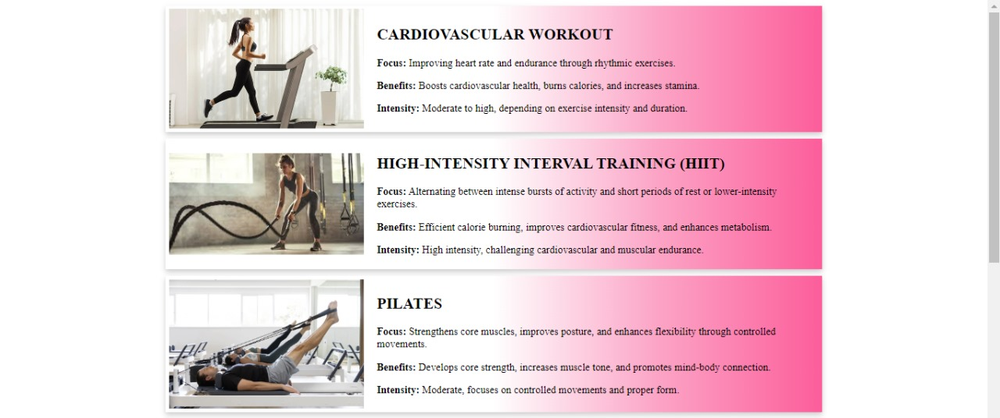 CARDIOVASCULAR WORKOUT
Focus: Improving heart rate and endurance through rhythmic exercises.
Benefits: Boosts cardiovascular health, burns calories, and increases stamina.
Intensity: Moderate to high, depending on exercise intensity and duration.
HIGH-INTENSITY INTERVAL TRAINING (HIIT)
Focus: Alternating between intense bursts of activity and short periods of rest or lower-intensity
exercises.
Benefits: Efficient calorie burning, improves cardiovascular fitness, and enhances metabolism.
Intensity: High intensity, challenging cardiovascular and muscular endurance.
PILATES
Focus: Strengthens core muscles, improves posture, and enhances flexibility through controlled
movements.
Benefits: Develops core strength, increases muscle tone, and promotes mind-body connection.
Intensity: Moderate, focuses on controlled movements and proper form.